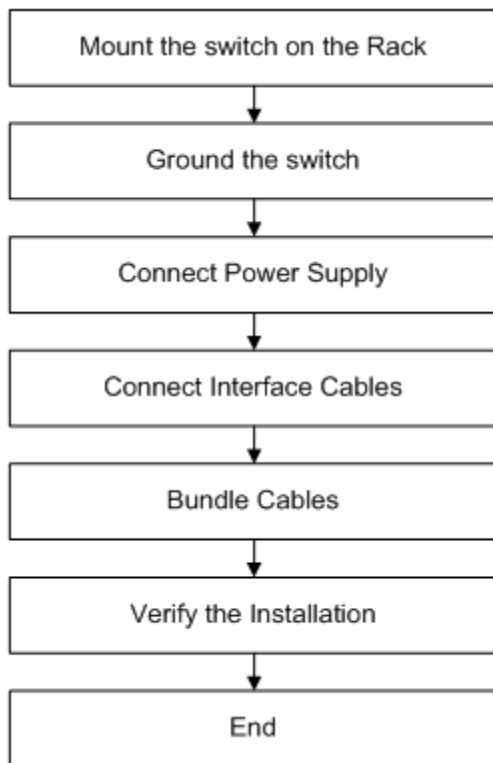 Mount the switch on the Rack
Ground the switch
Connect Power Supply
Connect Interface Cables
Bundle Cables
Verify the Installation
End